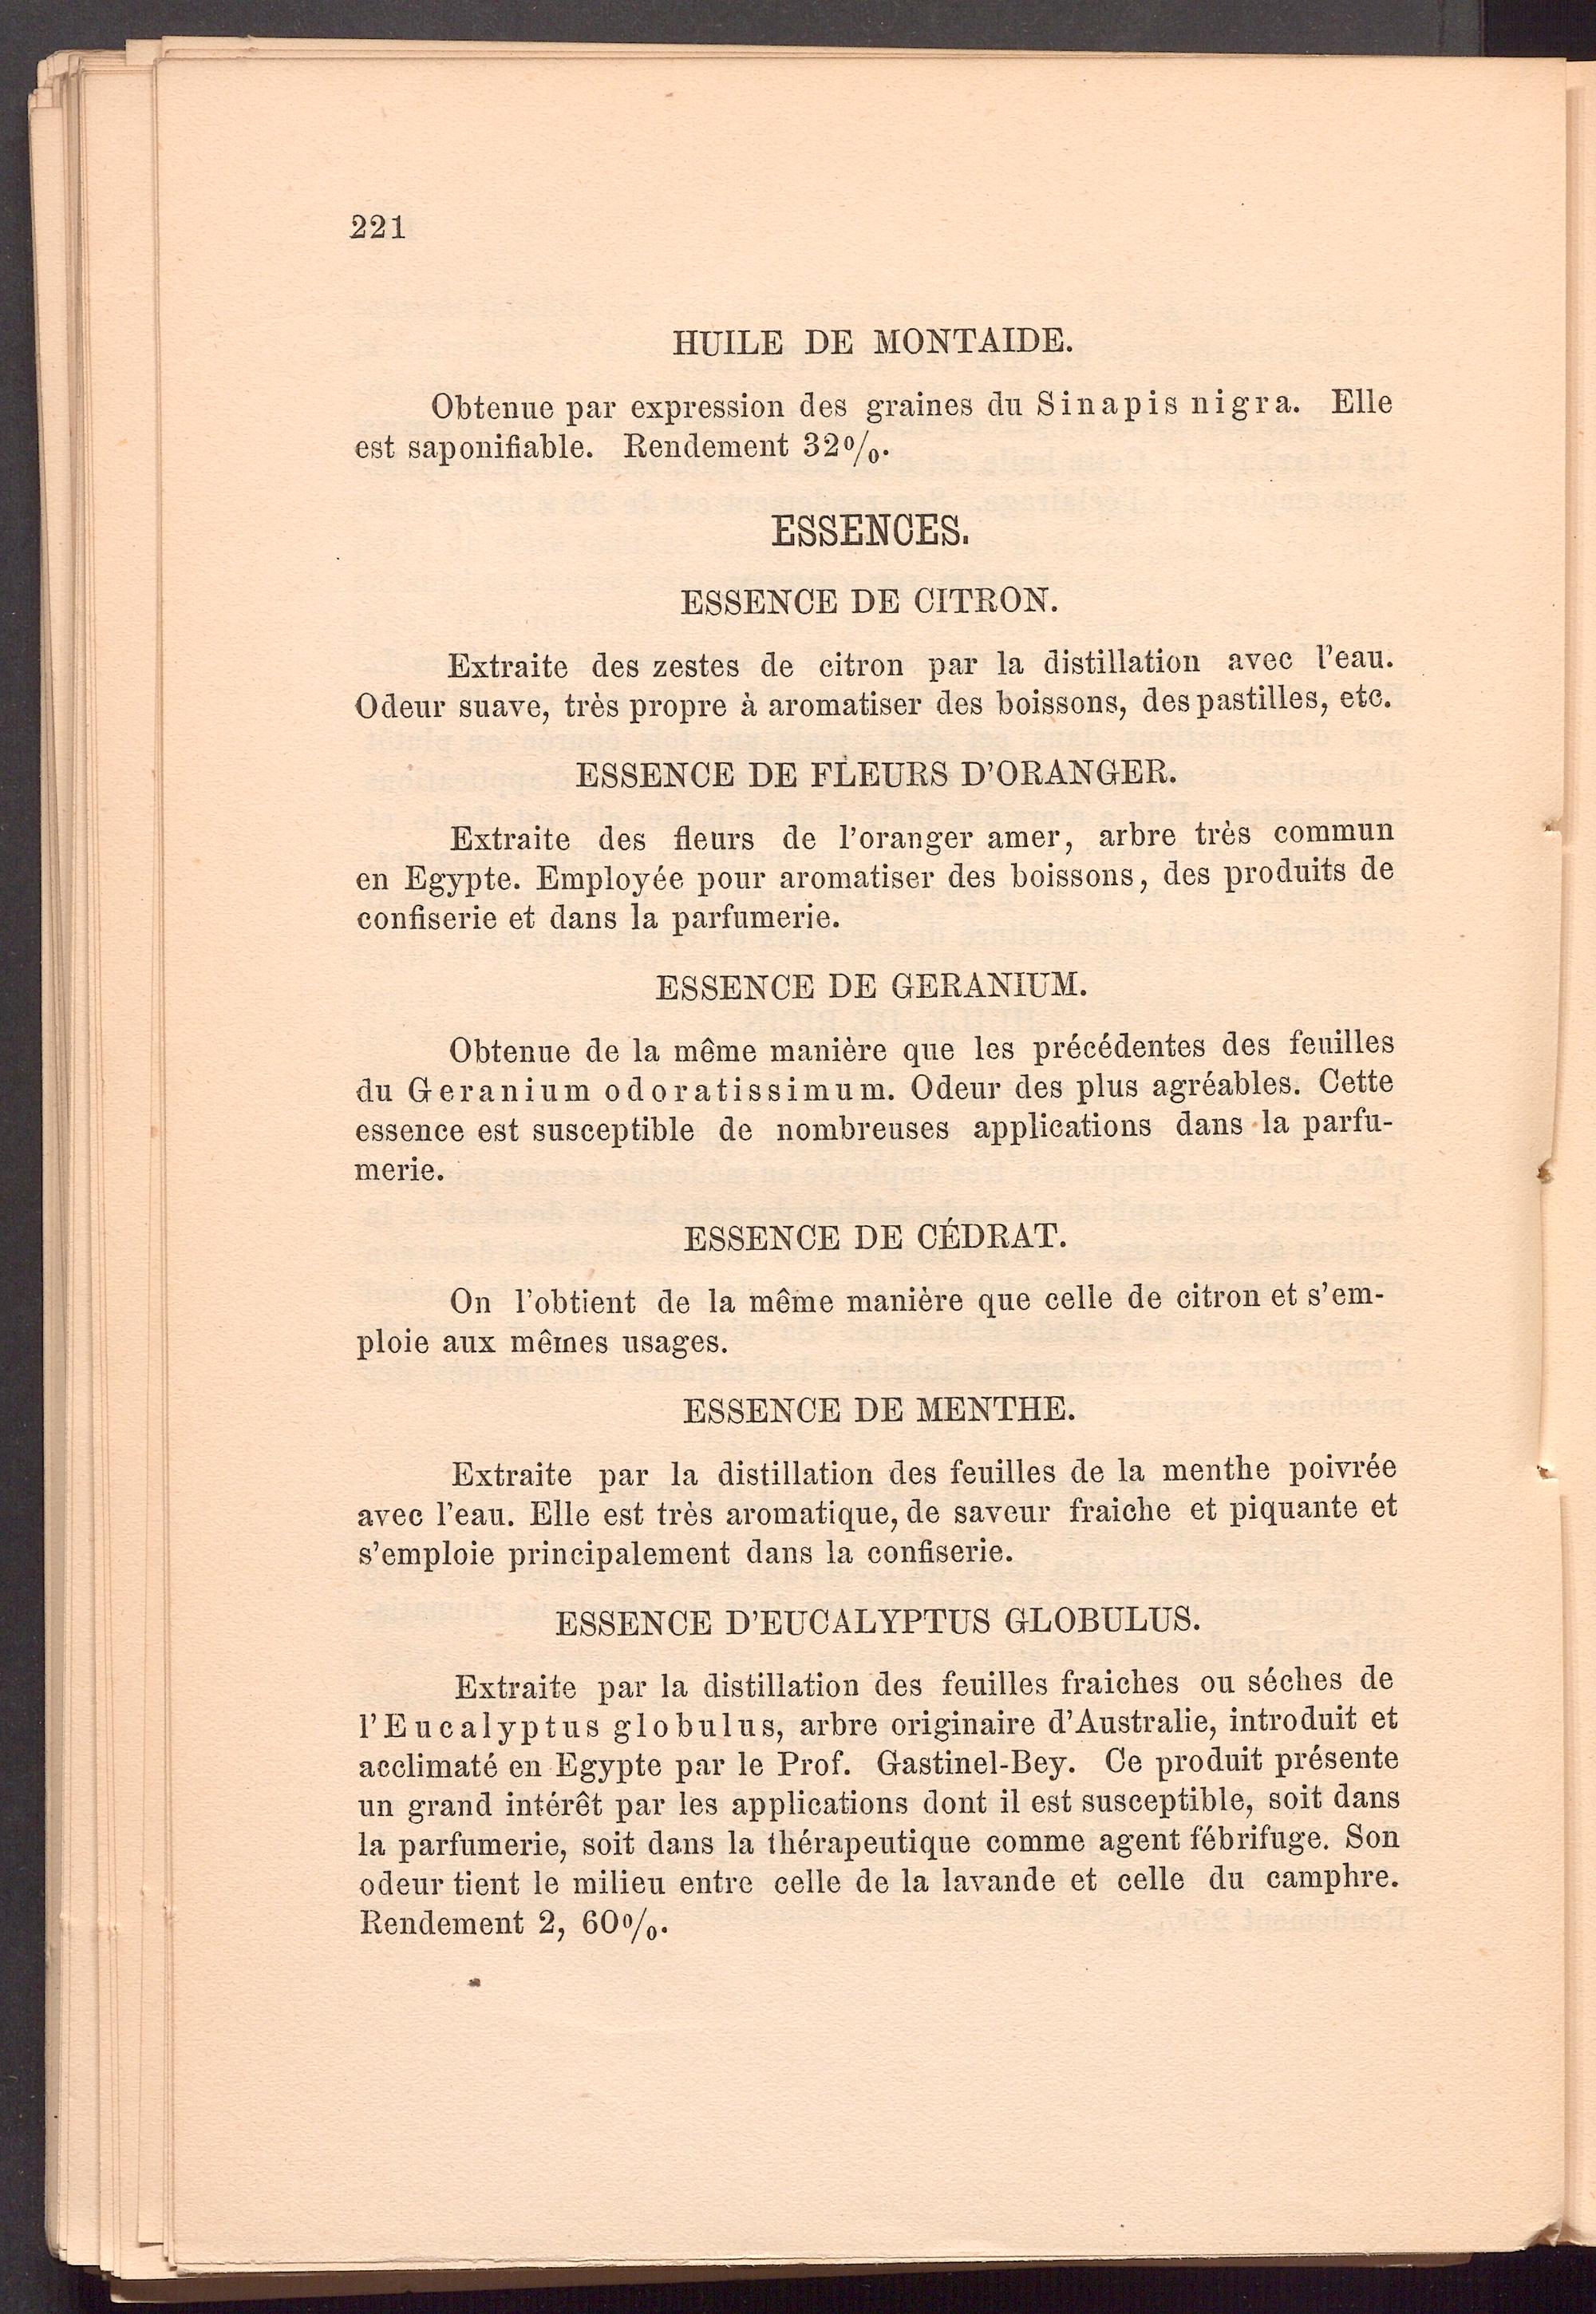 221
HUILE DE MONTAIDE.
Obtenue par expression des graines du Sinapis nigra. Elle
est saponifiable. Rendement 32%.
ESSENCES.
ESSENCE DE CITRON.
Extraite des zestes de citron par la distillation avec l'eau.
Odeur suave, très propre à aromatiser des boissons, des pastilles, etc.
ESSENCE DE FLEURS D'ORANGER.
Extraite des fleurs de l'oranger amer, arbre très commun
en Egypte. Employée pour aromatiser des boissons, des produits de
confiserie et dans la parfumerie.
ESSENCE DE GERANIUM.
Obtenue de la même manière que les précédentes des feuilles
du Geranium odoratissimum. Odeur des plus agréables. Cette
essence est susceptible de nombreuses applications dans la parfu-
merie.
ESSENCE DE CÉDRAT.
On l'obtient de la même manière que celle de citron et s'em-
ploie aux mêmes usages.
ESSENCE DE MENTHE.
Extraite par la distillation des feuilles de la menthe poivrée
avec l'eau. Elle est très aromatique, de saveur fraiche et piquante et
s'emploie principalement dans la confiserie.
ESSENCE D'EUCALYPTUS GLOBULUS.
Extraite par la distillation des feuilles fraiches ou séches de
l'Eucalyptus globulus, arbre originaire d'Australie, introduit et
acclimaté en Egypte par le Prof. Gastinel-Bey. Ce produit présente
un grand intérêt par les applications dont il est susceptible, soit dans
la parfumerie, soit dans la thérapeutique comme agent fébrifuge. Son
odeur tient le milieu entre celle de la lavande et celle du camphre.
Rendement 2, 60%.